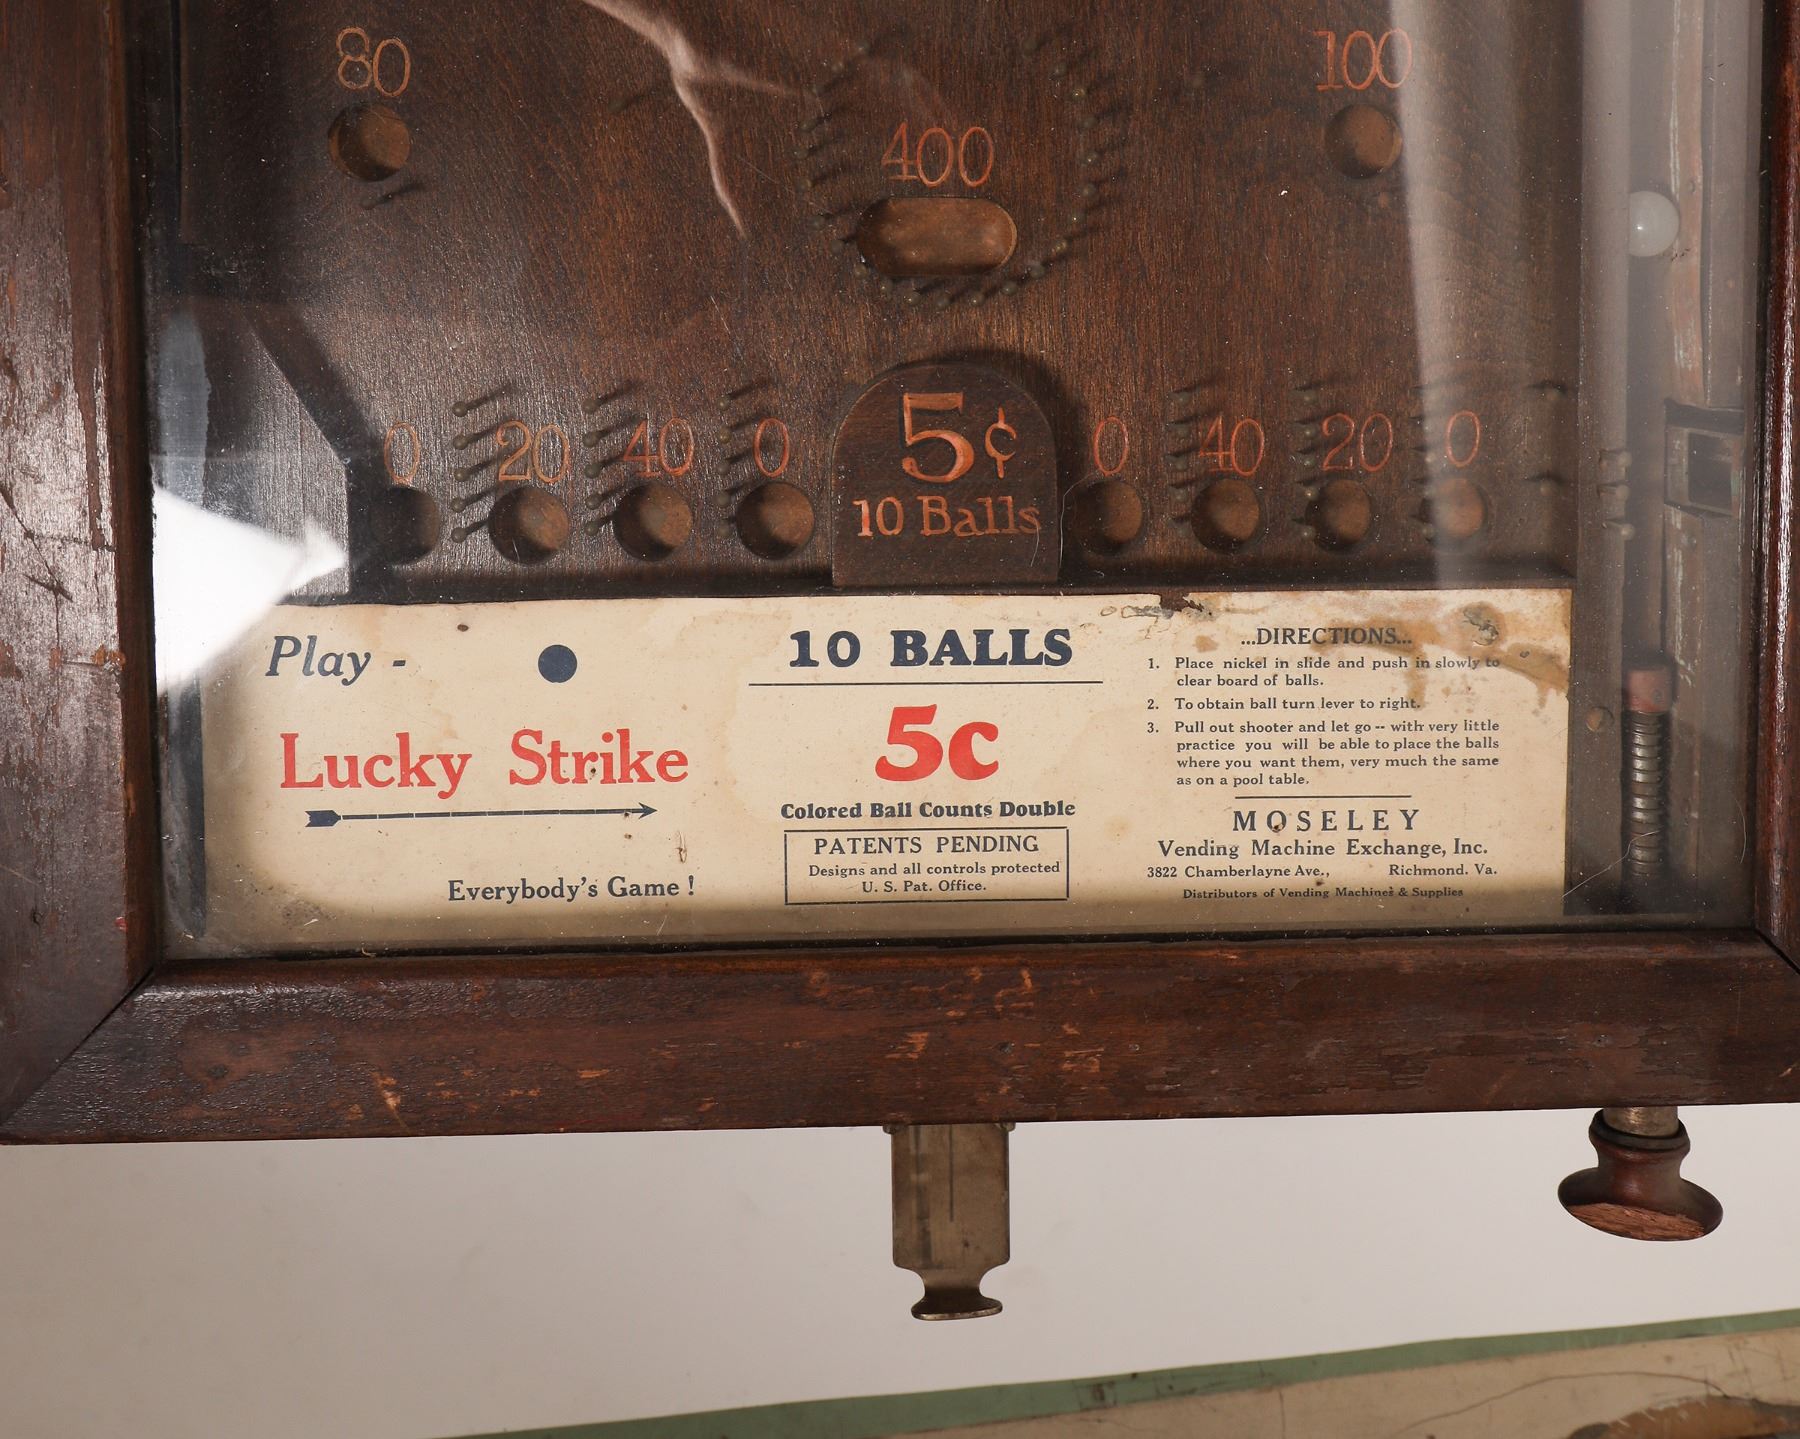 80
100
400
0 20 40 0
5¢
10 Balls
0 40 20 0
Play -
Lucky Strike
Everybody's Game !
10 BALLS
5c
Colored Ball Counts Double
PATENTS PENDING
Designs and all controls protected
U. S. Pat. Office.
...DIRECTIONS...
1. Place nickel in slide and push in slowly to
clear board of balls.
2. To obtain ball turn lever to right.
3. Pull out shooter and let go -- with very little
practice you will be able to place the balls
where you want them, very much the same
as on a pool table.
MOSELEY
Vending Machine Exchange, Inc.
3822 Chamberlayne Ave., Richmond. Va.
Distributors of Vending Machines & Supplies